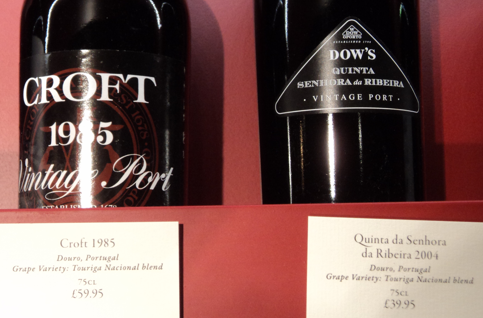 CROFT
1985
Vintage Port
ESTABLISHED 1678
DOW'S
QUINTA
SENHORA da RIBEIRA
· VINTAGE PORT ·
Croft 1985
Douro, Portugal
Grape Variety: Touriga Nacional blend
75cl
£59.95
Quinta da Senhora
da Ribeira 2004
Douro, Portugal
Grape Variety: Touriga Nacional blend
75cl
£39.95